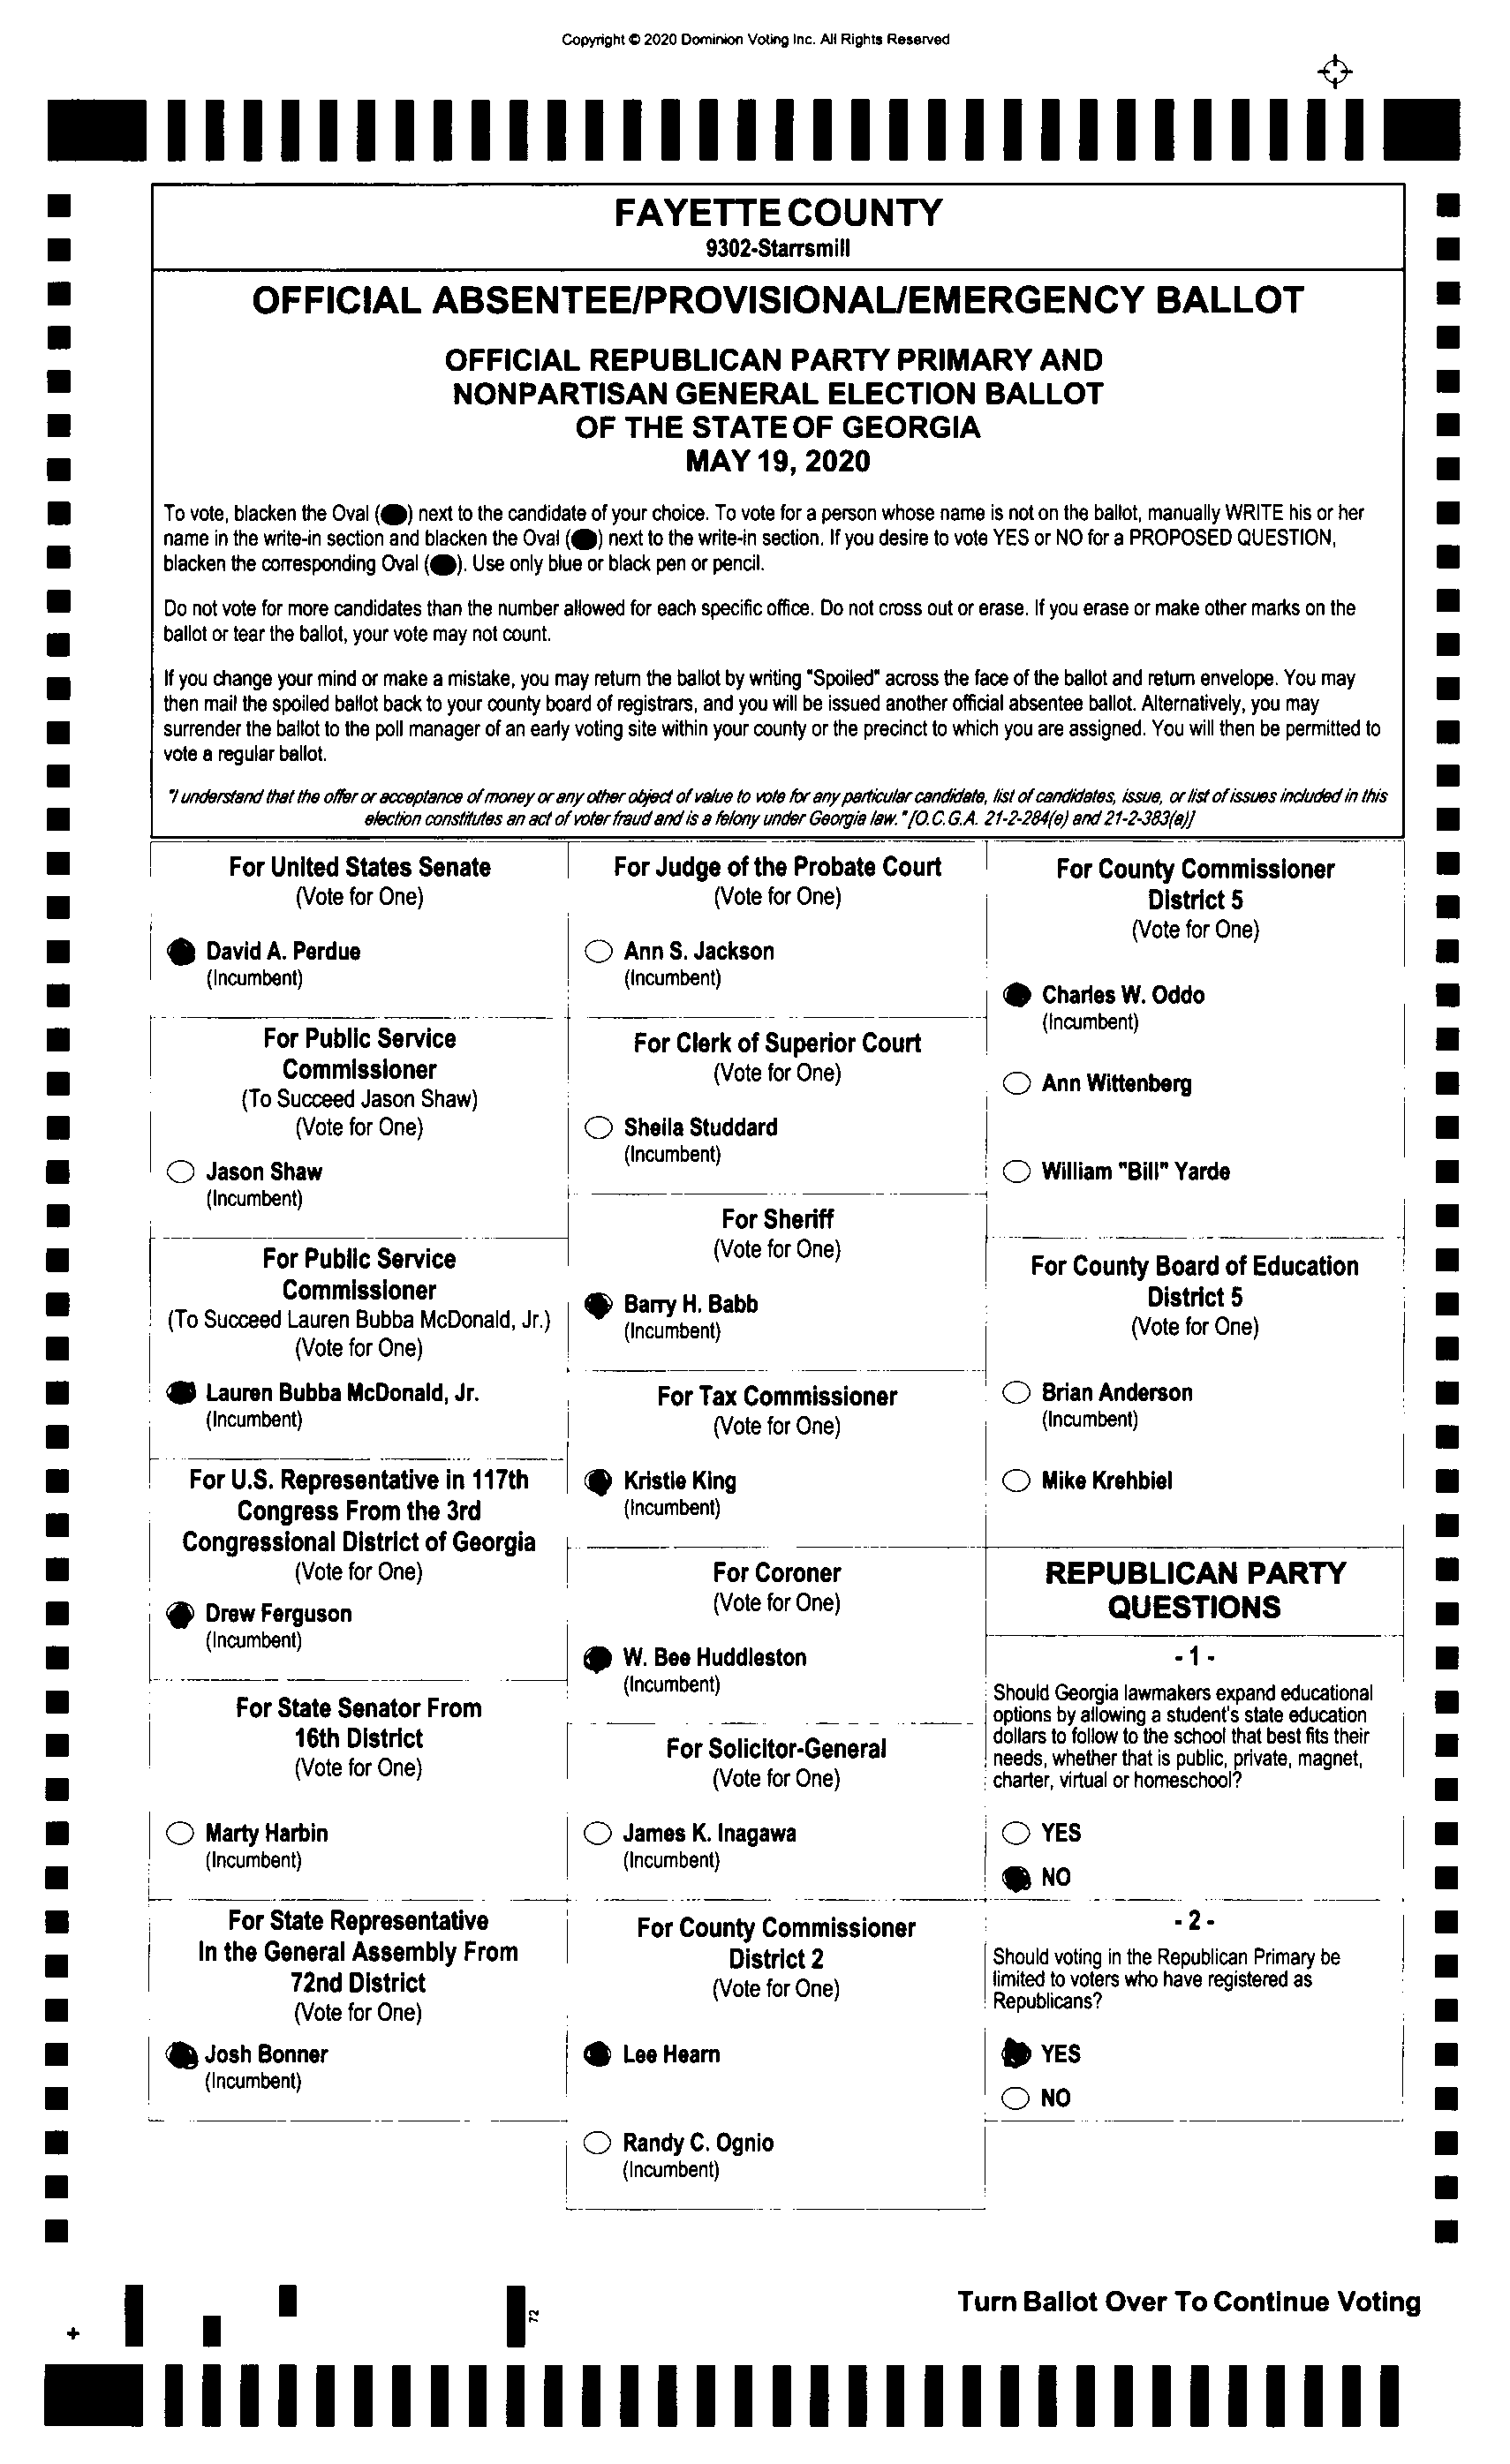 Copyright © 2020 Dominion Voting Inc. All Rights Reserved
FAYETTE COUNTY
9302-Starrsmill
OFFICIAL ABSENTEE/PROVISIONAL/EMERGENCY BALLOT
OFFICIAL REPUBLICAN PARTY PRIMARY AND
NONPARTISAN GENERAL ELECTION BALLOT
OF THE STATE OF GEORGIA
MAY 19, 2020
To vote, blacken the Oval ( ) next to the candidate of your choice. To vote for a person whose name is not on the ballot, manually WRITE his or her
name in the write-in section and blacken the Oval ( ) next to the write-in section. If you desire to vote YES or NO for a PROPOSED QUESTION,
blacken the corresponding Oval ( ). Use only blue or black pen or pencil.
Do not vote for more candidates than the number allowed for each specific office. Do not cross out or erase. If you erase or make other marks on the
ballot or tear the ballot, your vote may not count.
If you change your mind or make a mistake, you may return the ballot by writing "Spoiled" across the face of the ballot and return envelope. You may
then mail the spoiled ballot back to your county board of registrars, and you will be issued another official absentee ballot. Alternatively, you may
surrender the ballot to the poll manager of an early voting site within your county or the precinct to which you are assigned. You will then be permitted to
vote a regular ballot.
"I understand that the offer or acceptance of money or any other object of value to vote for any particular candidate, list of candidates, issue, or list of issues included in this
election constitutes an act of voter fraud and is a felony under Georgia law." [O.C.G.A. 21-2-284(e) and 21-2-383(a)]
For United States Senate
(Vote for One)
David A. Perdue
(Incumbent)
For Public Service
Commissioner
(To Succeed Jason Shaw)
(Vote for One)
Jason Shaw
(Incumbent)
For Public Service
Commissioner
(To Succeed Lauren Bubba McDonald, Jr.)
(Vote for One)
Lauren Bubba McDonald, Jr.
(Incumbent)
For U.S. Representative in 117th
Congress From the 3rd
Congressional District of Georgia
(Vote for One)
Drew Ferguson
(Incumbent)
For State Senator From
16th District
(Vote for One)
Marty Harbin
(Incumbent)
For State Representative
In the General Assembly From
72nd District
(Vote for One)
Josh Bonner
(Incumbent)
For Judge of the Probate Court
(Vote for One)
Ann S. Jackson
(Incumbent)
For Clerk of Superior Court
(Vote for One)
Sheila Studdard
(Incumbent)
For Sheriff
(Vote for One)
Barry H. Babb
(Incumbent)
For Tax Commissioner
(Vote for One)
Kristie King
(Incumbent)
For Coroner
(Vote for One)
W. Bee Huddleston
(Incumbent)
For Solicitor-General
(Vote for One)
James K. Inagawa
(Incumbent)
For County Commissioner
District 2
(Vote for One)
Lee Hearn
Randy C. Ognio
(Incumbent)
For County Commissioner
District 5
(Vote for One)
Charles W. Oddo
(Incumbent)
Ann Wittenberg
William "Bill" Yarde
For County Board of Education
District 5
(Vote for One)
Brian Anderson
(Incumbent)
Mike Krehbiel
REPUBLICAN PARTY
QUESTIONS
- 1 -
Should Georgia lawmakers expand educational
options by allowing a student's state education
dollars to follow to the school that best fits their
needs, whether that is public, private, magnet,
charter, virtual or homeschool?
YES
NO
- 2 -
Should voting in the Republican Primary be
limited to voters who have registered as
Republicans?
YES
NO
72
Turn Ballot Over To Continue Voting